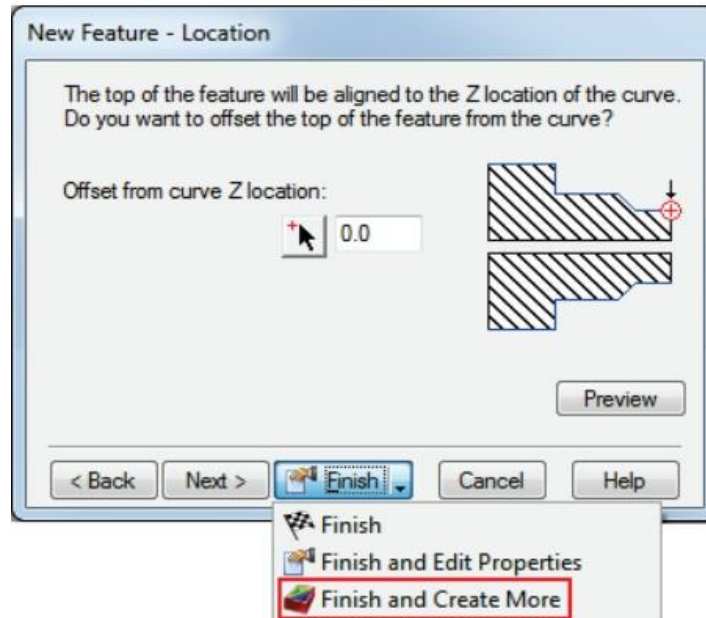 New Feature - Location
The top of the feature will be aligned to the Z location of the curve.
Do you want to offset the top of the feature from the curve?
Offset from curve Z location:
0.0
Preview
< Back Next > Finish Cancel Help
Finish
Finish and Edit Properties
Finish and Create More